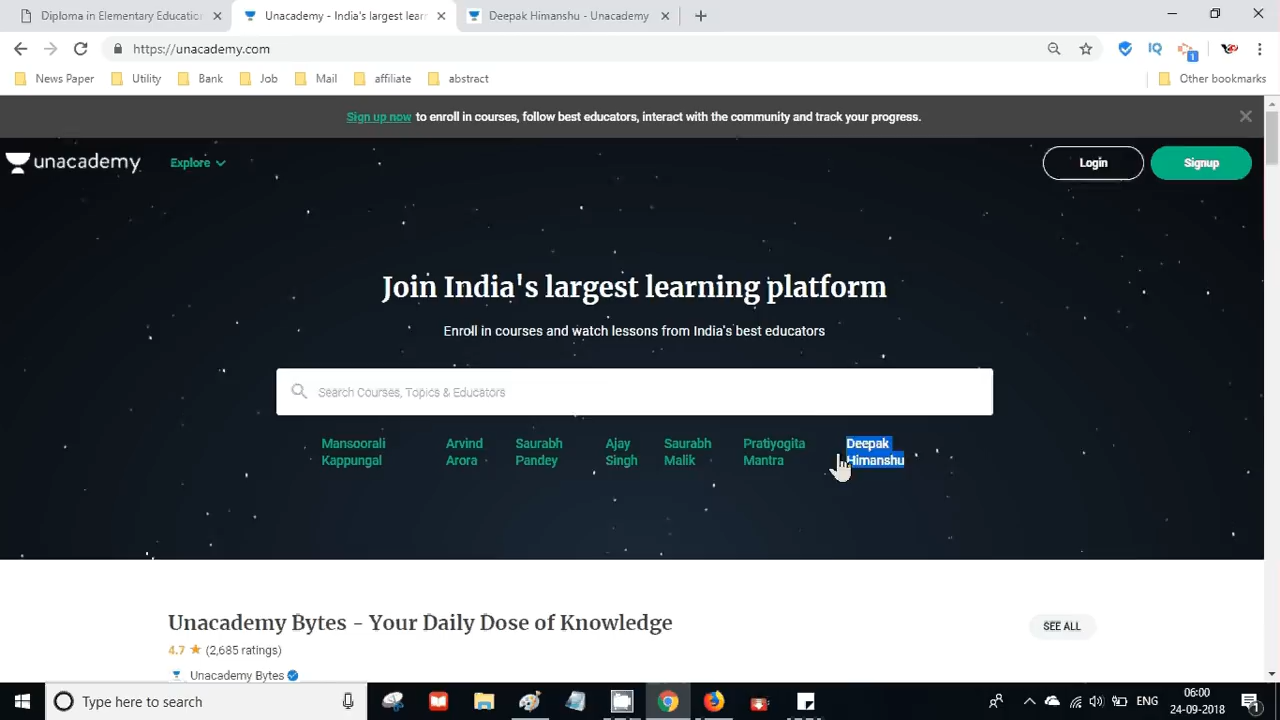 Diploma in Elementary Educatio
Unacademy - India's largest lear
Deepak Himanshu - Unacademy
https://unacademy.com
News Paper
Utility
Bank
Job
Mail
affiliate
abstract
Other bookmarks
Sign up now to enroll in courses, follow best educators, interact with the community and track your progress.
unacademy
Explore
Login
Signup
Join India's largest learning platform
Enroll in courses and watch lessons from India's best educators
Search Courses, Topics & Educators
Mansoorali
Kappungal
Arvind
Arora
Saurabh
Pandey
Ajay
Singh
Saurabh
Malik
Pratiyogita
Mantra
Deepak
Himanshu
Unacademy Bytes - Your Daily Dose of Knowledge
SEE ALL
4.7 ★ (2,685 ratings)
Unacademy Bytes
Type here to search
ENG
06:00
24-09-2018